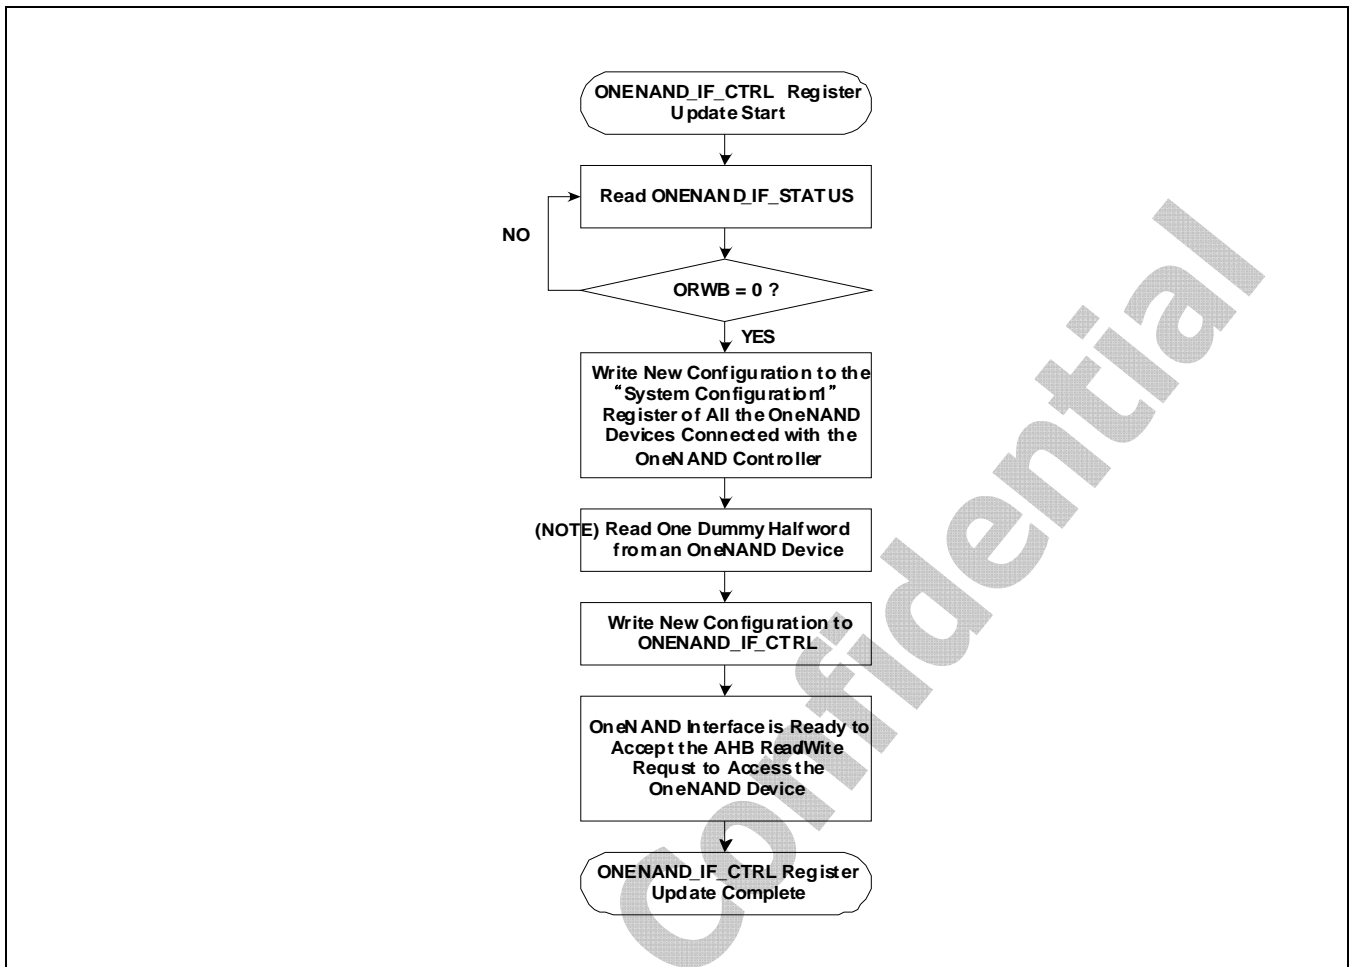 ONENAND_IF_CTRL Register
Update Start
Read ONENAND_IF_STATUS
NO
ORWB = 0 ?
YES
Write New Configuration to the
“System Configuration1”
Register of All the OneNAND
Devices Connected with the
OneNAND Controller
(NOTE) Read One Dummy Halfword
from an OneNAND Device
Write New Configuration to
ONENAND_IF_CTRL
OneNAND Interface is Ready to
Accept the AHB Read/Wite
Requst to Access the
OneNAND Device
ONENAND_IF_CTRL Register
Update Complete
Confidential